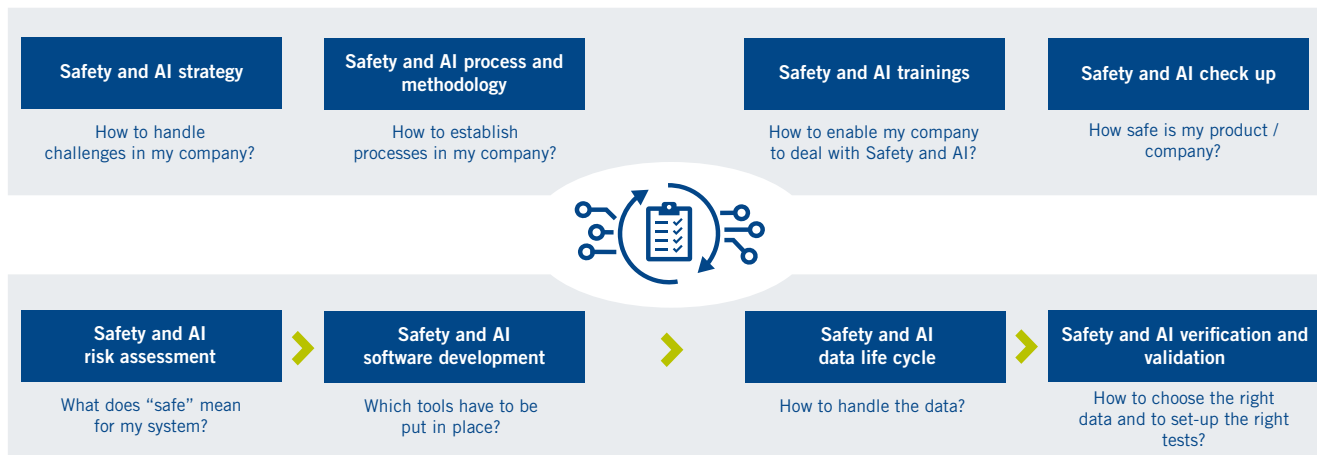 Safety and AI strategy
How to handle
challenges in my company?
Safety and AI process and
methodology
How to establish
processes in my company?
Safety and AI trainings
How to enable my company
to deal with Safety and AI?
Safety and AI check up
How safe is my product /
company?
Safety and AI
risk assessment
What does “safe” mean
for my system?
Safety and AI
software development
Which tools have to be
put in place?
Safety and AI
data life cycle
How to handle the data?
Safety and AI verification and
validation
How to choose the right
data and to set-up the right
tests?